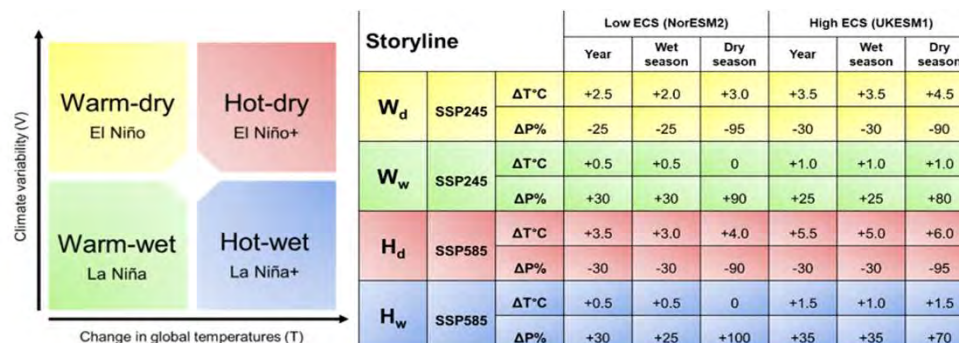 Climate variability (V)
Warm-dry
El Niño
Hot-dry
El Niño+
Warm-wet
La Niña
Hot-wet
La Niña+
Change in global temperatures (T)
Storyline Low ECS (NorESM2) High ECS (UKESM1)
Year Wet season Dry season Year Wet season Dry season
W_d SSP245 ΔT°C +2.5 +2.0 +3.0 +3.5 +3.5 +4.5
ΔP% -25 -25 -95 -30 -30 -90
W_w SSP245 ΔT°C +0.5 +0.5 0 +1.0 +1.0 +1.0
ΔP% +30 +30 +90 +25 +25 +80
H_d SSP585 ΔT°C +3.5 +3.0 +4.0 +5.5 +5.0 +6.0
ΔP% -30 -30 -90 -30 -30 -95
H_w SSP585 ΔT°C +0.5 +0.5 0 +1.5 +1.0 +1.5
ΔP% +30 +25 +100 +35 +35 +70